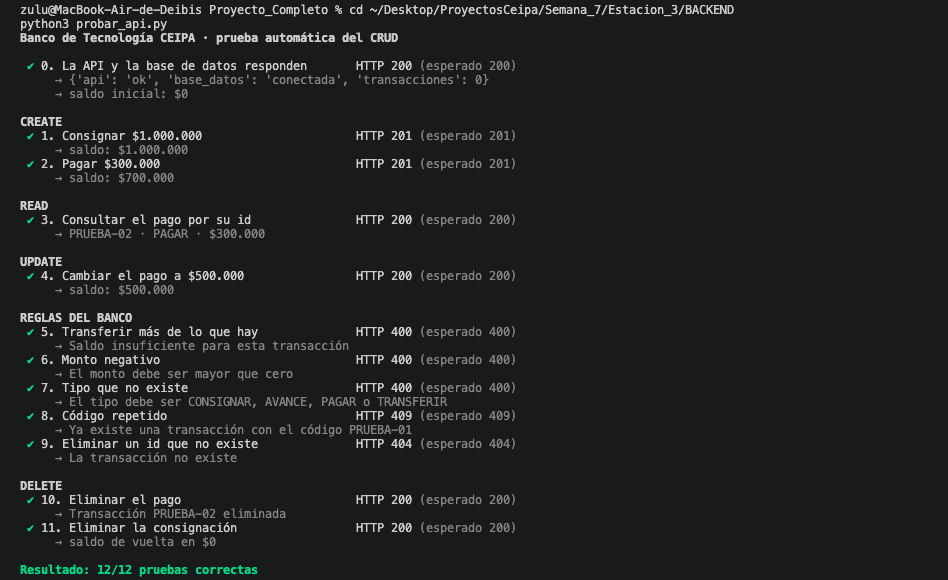 zulu@MacBook-Air-de-Deibis Proyecto_Completo % cd ~/Desktop/ProyectosCeipa/Semana_7/Estacion_3/BACKEND
python3 probar_api.py
Banco de Tecnología CEIPA · prueba automática del CRUD
✔ 0. La API y la base de datos responden HTTP 200 (esperado 200)
→ {'api': 'ok', 'base_datos': 'conectada', 'transacciones': 0}
→ saldo inicial: $0
CREATE
✔ 1. Consignar $1.000.000 HTTP 201 (esperado 201)
→ saldo: $1.000.000
✔ 2. Pagar $300.000 HTTP 201 (esperado 201)
→ saldo: $700.000
READ
✔ 3. Consultar el pago por su id HTTP 200 (esperado 200)
→ PRUEBA-02 · PAGAR · $300.000
UPDATE
✔ 4. Cambiar el pago a $500.000 HTTP 200 (esperado 200)
→ saldo: $500.000
REGLAS DEL BANCO
✔ 5. Transferir más de lo que hay HTTP 400 (esperado 400)
→ Saldo insuficiente para esta transacción
✔ 6. Monto negativo HTTP 400 (esperado 400)
→ El monto debe ser mayor que cero
✔ 7. Tipo que no existe HTTP 400 (esperado 400)
→ El tipo debe ser CONSIGNAR, AVANCE, PAGAR o TRANSFERIR
✔ 8. Código repetido HTTP 409 (esperado 409)
→ Ya existe una transacción con el código PRUEBA-01
✔ 9. Eliminar un id que no existe HTTP 404 (esperado 404)
→ La transacción no existe
DELETE
✔ 10. Eliminar el pago HTTP 200 (esperado 200)
→ Transacción PRUEBA-02 eliminada
✔ 11. Eliminar la consignación HTTP 200 (esperado 200)
→ saldo de vuelta en $0
Resultado: 12/12 pruebas correctas